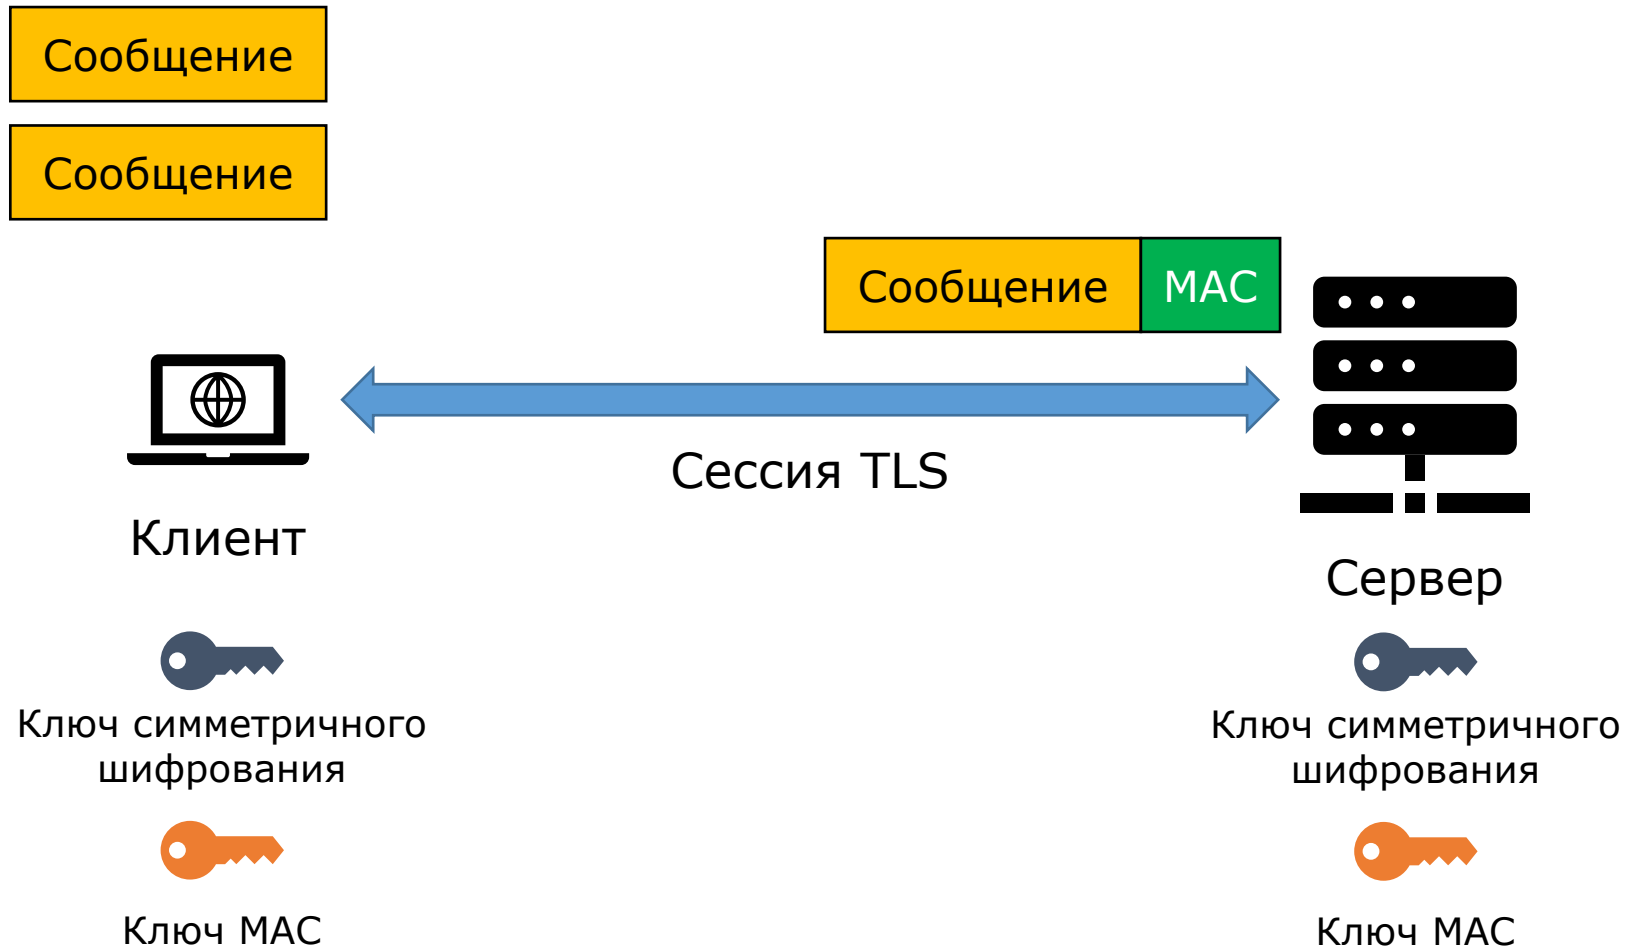 Сообщение
Сообщение
Сообщение MAC
Сессия TLS
Клиент
Сервер
Ключ симметричного
шифрования
Ключ симметричного
шифрования
Ключ MAC
Ключ MAC